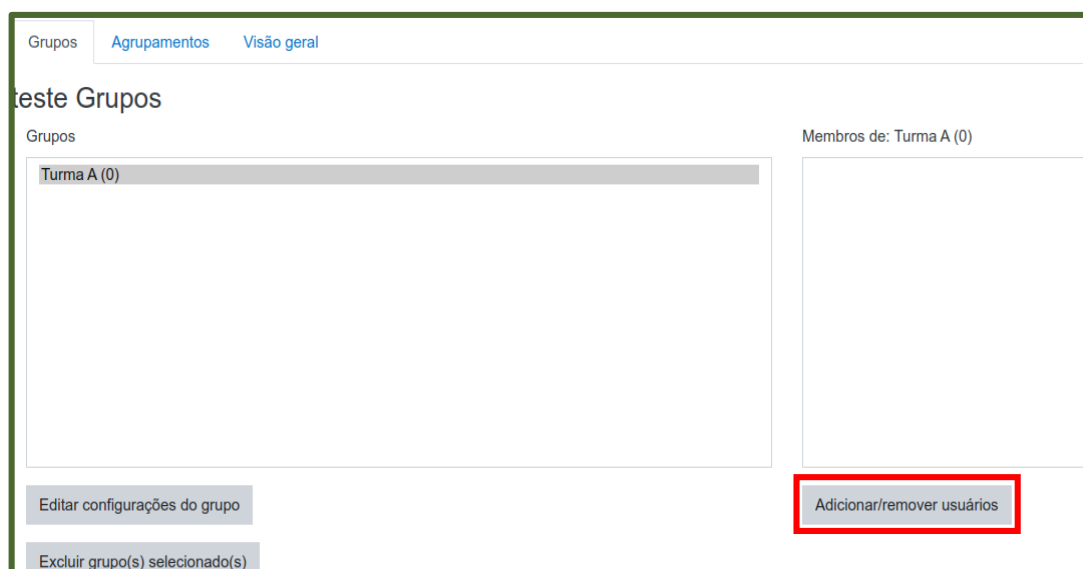 Grupos Agrupamentos Visão geral
teste Grupos
Grupos
Turma A (0)
Editar configurações do grupo
Excluir grupo(s) selecionado(s)
Membros de: Turma A (0)
Adicionar/remover usuários